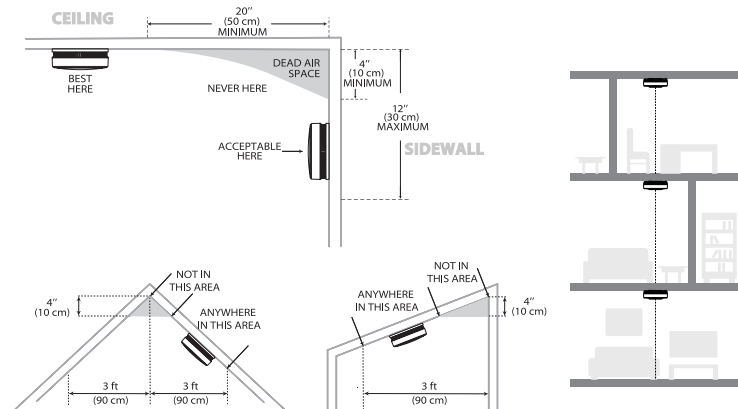 CEILING
20″
(50 cm)
MINIMUM
BEST
HERE
DEAD AIR
SPACE
NEVER HERE
4″
(10 cm)
MINIMUM
12″
(30 cm)
MAXIMUM
ACCEPTABLE
HERE
SIDEWALL
NOT IN
THIS AREA
4″
(10 cm)
ANYWHERE
IN THIS AREA
3 ft
(90 cm)
3 ft
(90 cm)
NOT IN
THIS AREA
ANYWHERE
IN THIS AREA
4″
(10 cm)
3 ft
(90 cm)